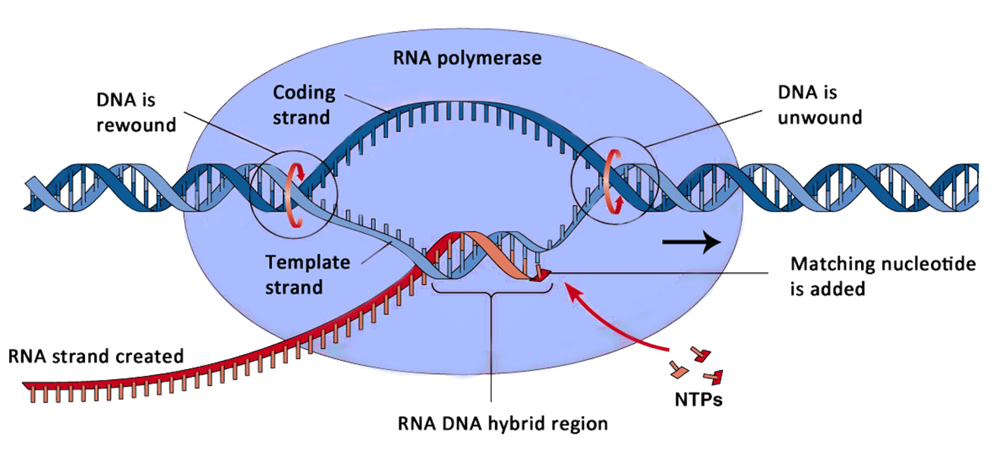 RNA polymerase
Coding
strand
DNA is
rewound
DNA is
unwound
Template
strand
Matching nucleotide
is added
RNA strand created
NTPs
RNA DNA hybrid region